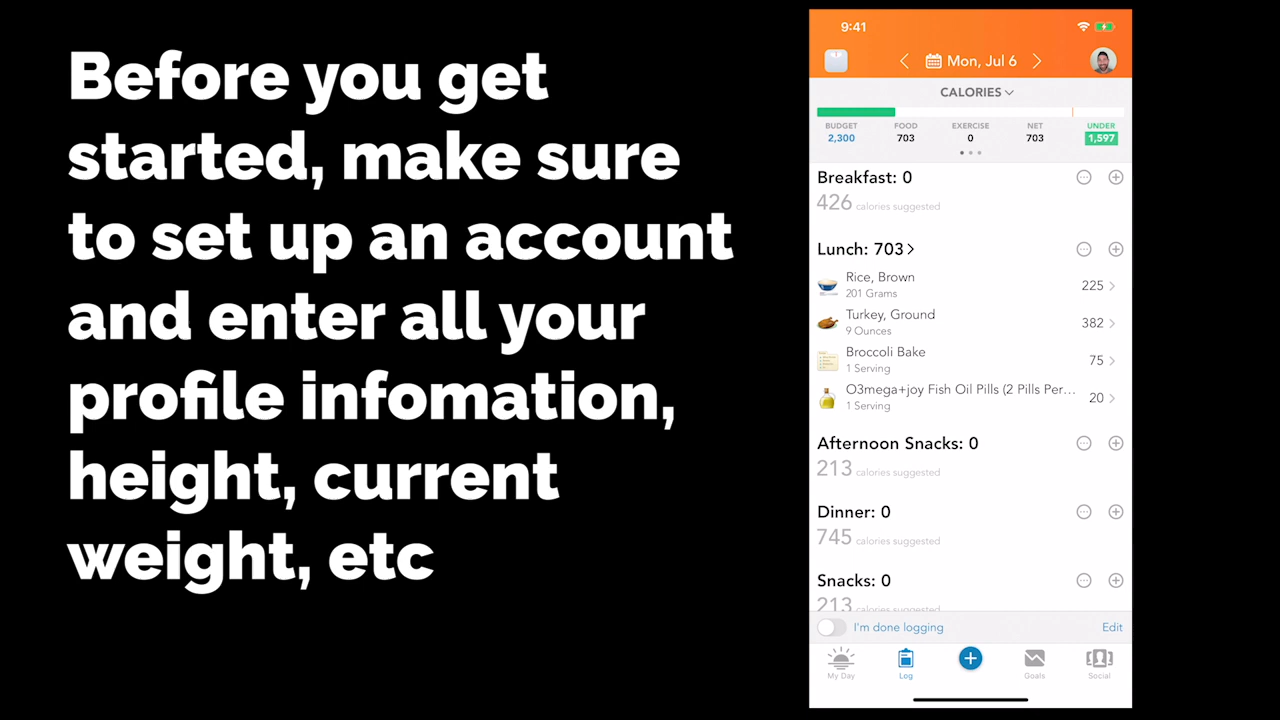 Before you get
started, make sure
to set up an account
and enter all your
profile infomation,
height, current
weight, etc
9:41
Mon, Jul 6
CALORIES
BUDGET FOOD EXERCISE NET UNDER
2,300 703 0 703 1,597
Breakfast: 0
426 calories suggested
Lunch: 703
Rice, Brown
201 Grams
225
Turkey, Ground
9 Ounces
382
Broccoli Bake
1 Serving
75
O3mega+joy Fish Oil Pills (2 Pills Per...
1 Serving
20
Afternoon Snacks: 0
213 calories suggested
Dinner: 0
745 calories suggested
Snacks: 0
213 calories suggested
I'm done logging
Edit
My Day Log Goals Social